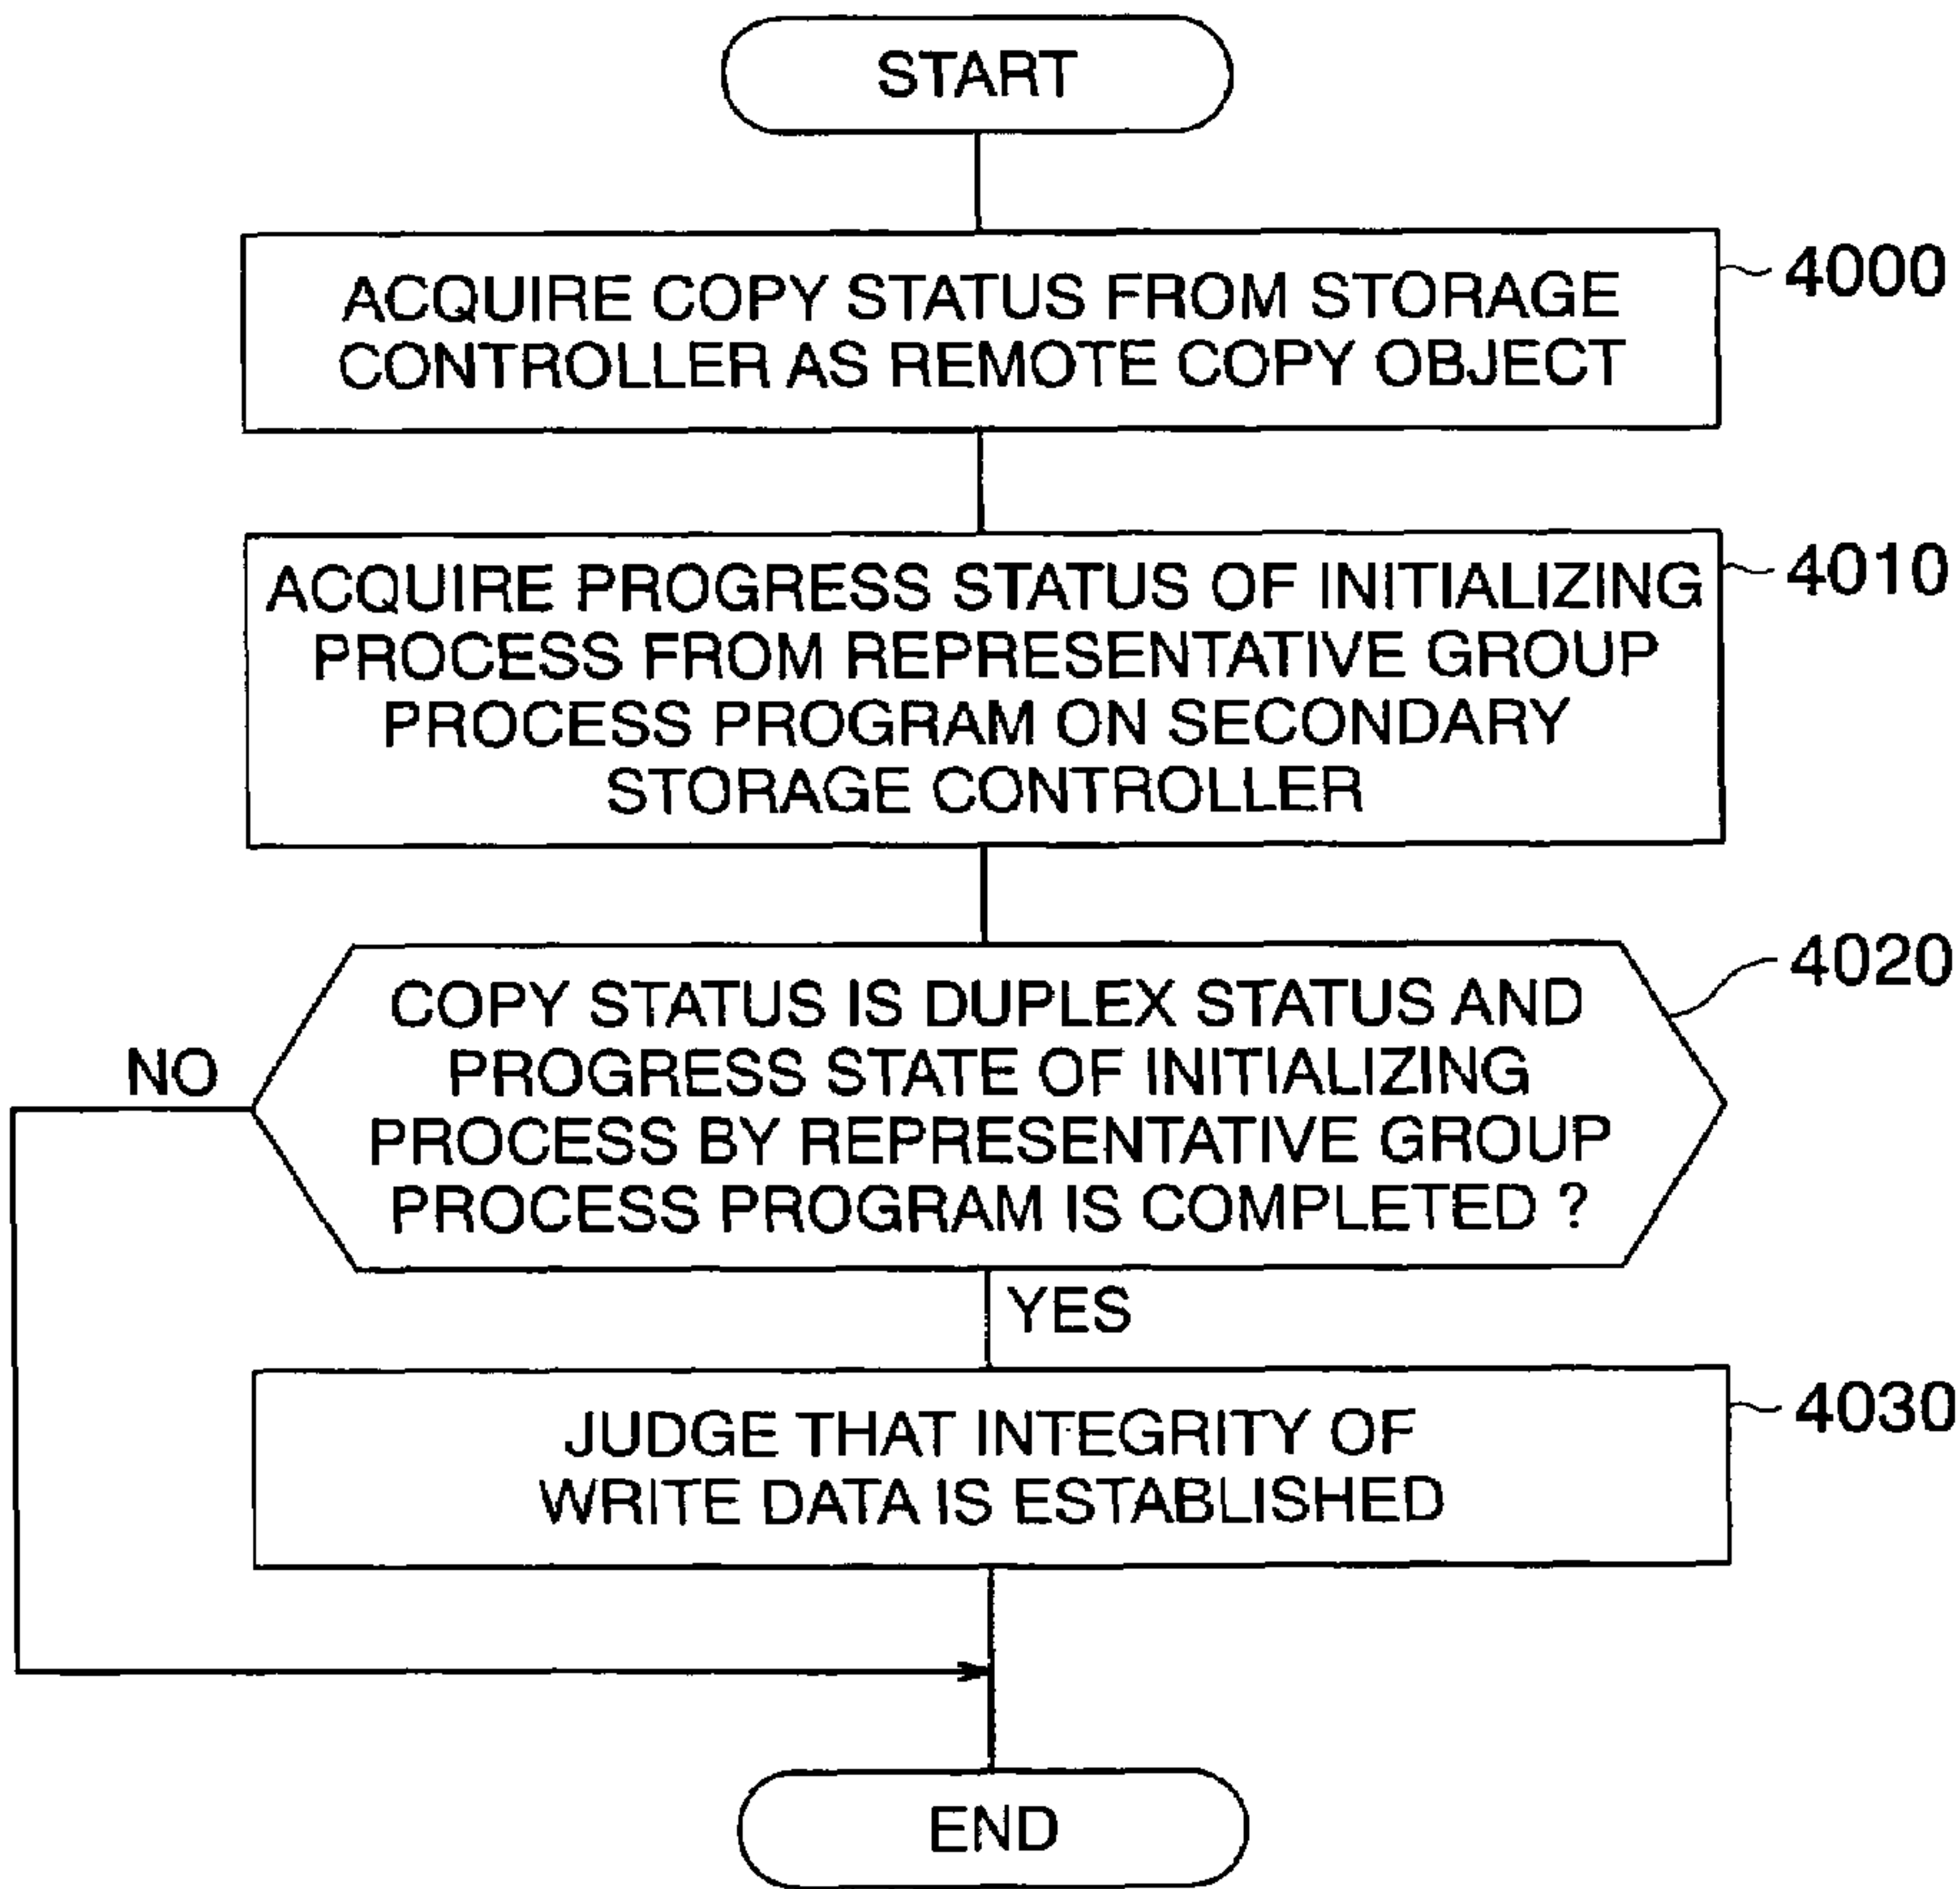 START
ACQUIRE COPY STATUS FROM STORAGE
CONTROLLER AS REMOTE COPY OBJECT
4000
ACQUIRE PROGRESS STATUS OF INITIALIZING
PROCESS FROM REPRESENTATIVE GROUP
PROCESS PROGRAM ON SECONDARY
STORAGE CONTROLLER
4010
COPY STATUS IS DUPLEX STATUS AND
PROGRESS STATE OF INITIALIZING
PROCESS BY REPRESENTATIVE GROUP
PROCESS PROGRAM IS COMPLETED ?
4020
NO
YES
JUDGE THAT INTEGRITY OF
WRITE DATA IS ESTABLISHED
4030
END